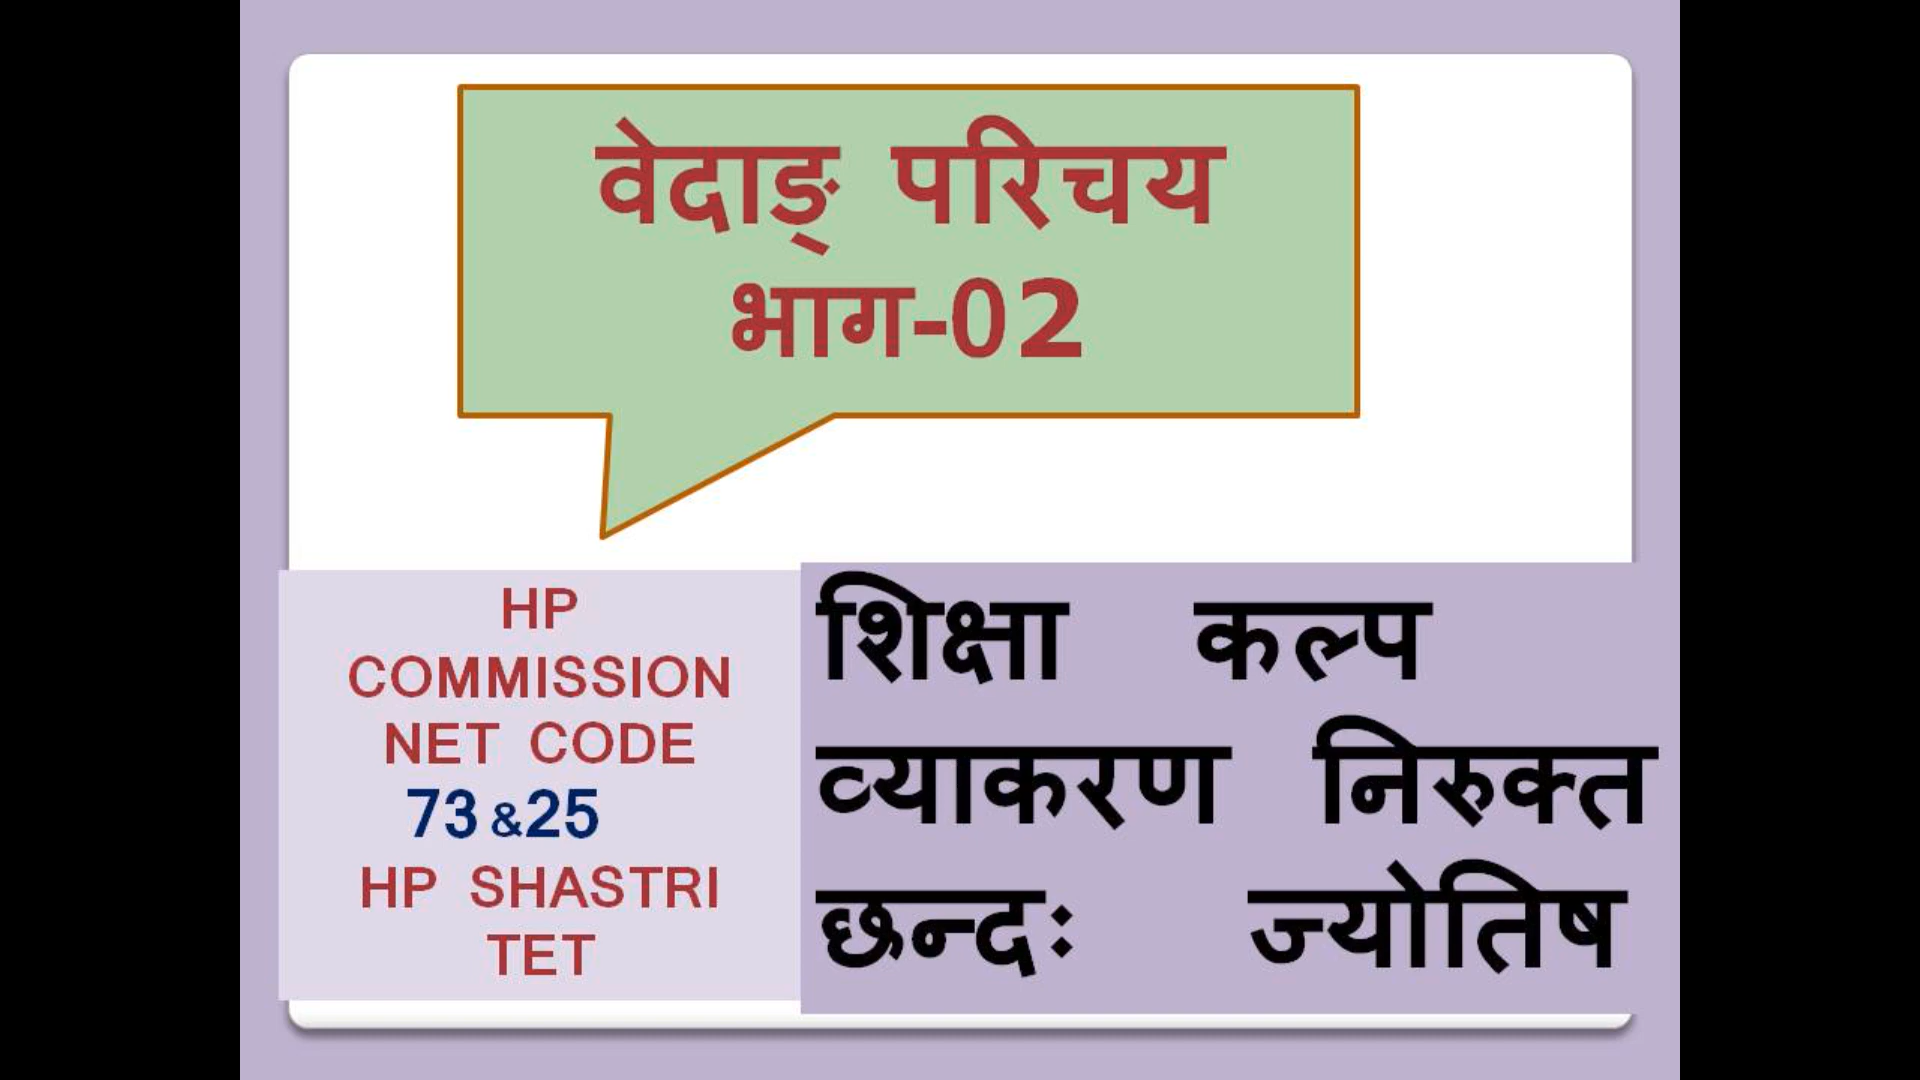 वेदाङ् परिचय
भाग-02
HP
COMMISSION
NET CODE
73 &25
HP SHASTRI
TET
शिक्षा कल्प
व्याकरण निरुक्त
छन्दः ज्योतिष